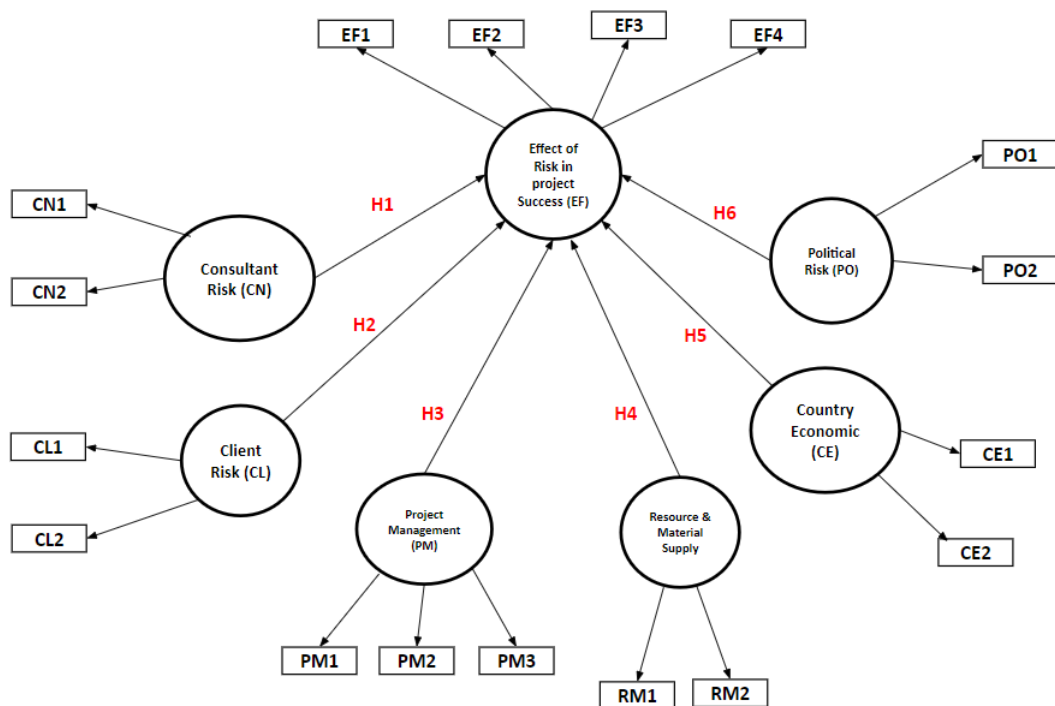 EF1
EF2
EF3
EF4
Effect of
Risk in
project
Success (EF)
PO1
CN1
H1
H6
Consultant
Risk (CN)
Political
Risk (PO)
PO2
CN2
H2
H5
H3
H4
Country
Economic
(CE)
CL1
Client
Risk (CL)
CE1
CL2
Project
Management
(PM)
Resource &
Material
Supply
CE2
PM1
PM2
PM3
RM1
RM2